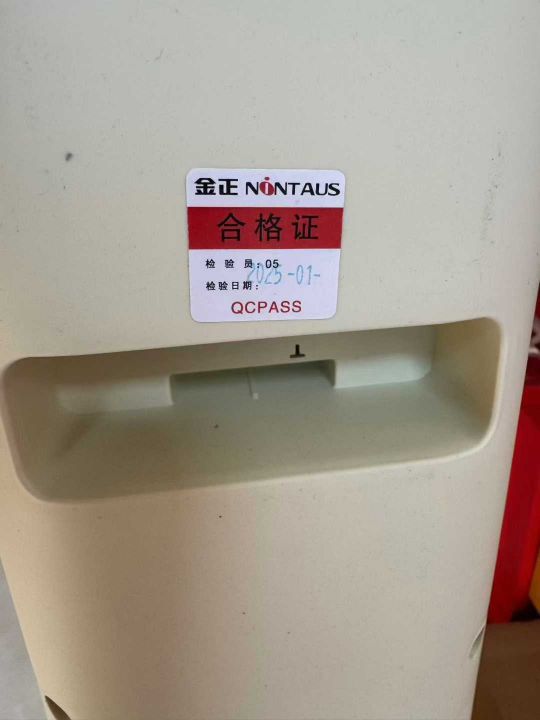 金正 NINTAUS
合格证
检 验 员：05
检验日期：2025-01-
QCPASS